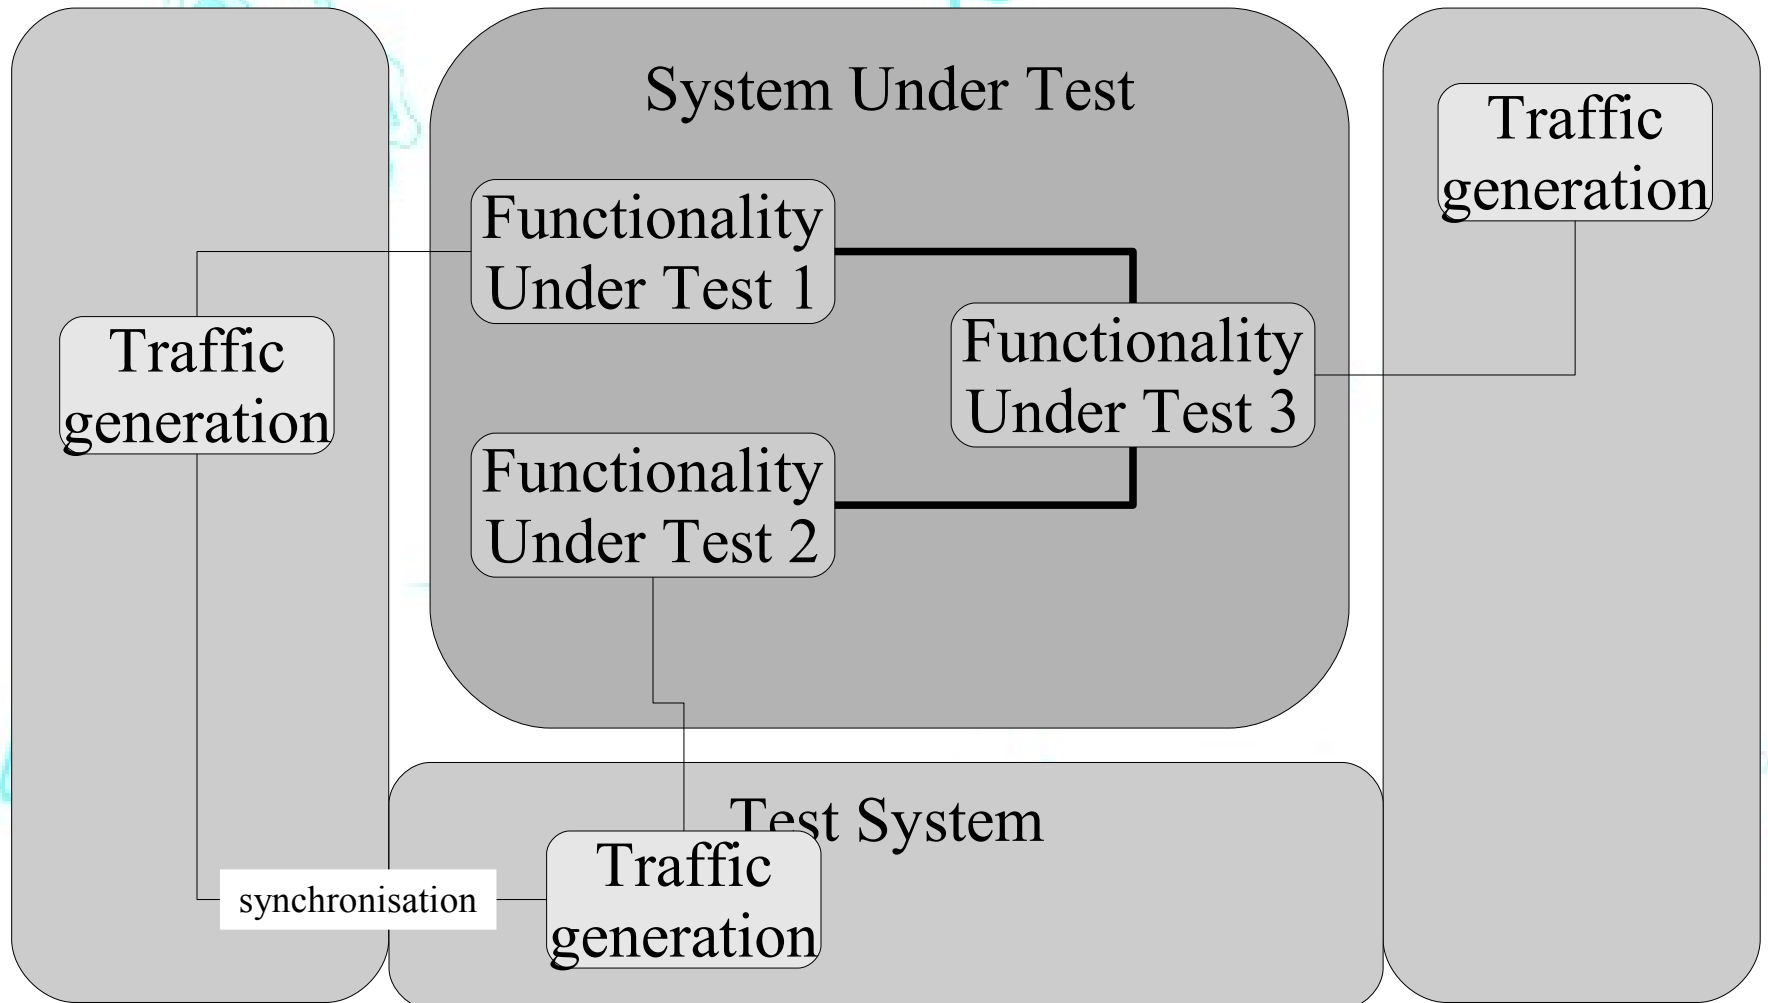 System Under Test
Traffic
generation
Functionality
Under Test 1
Functionality
Under Test 3
Traffic
generation
Functionality
Under Test 2
Test System
Traffic
generation
synchronisation